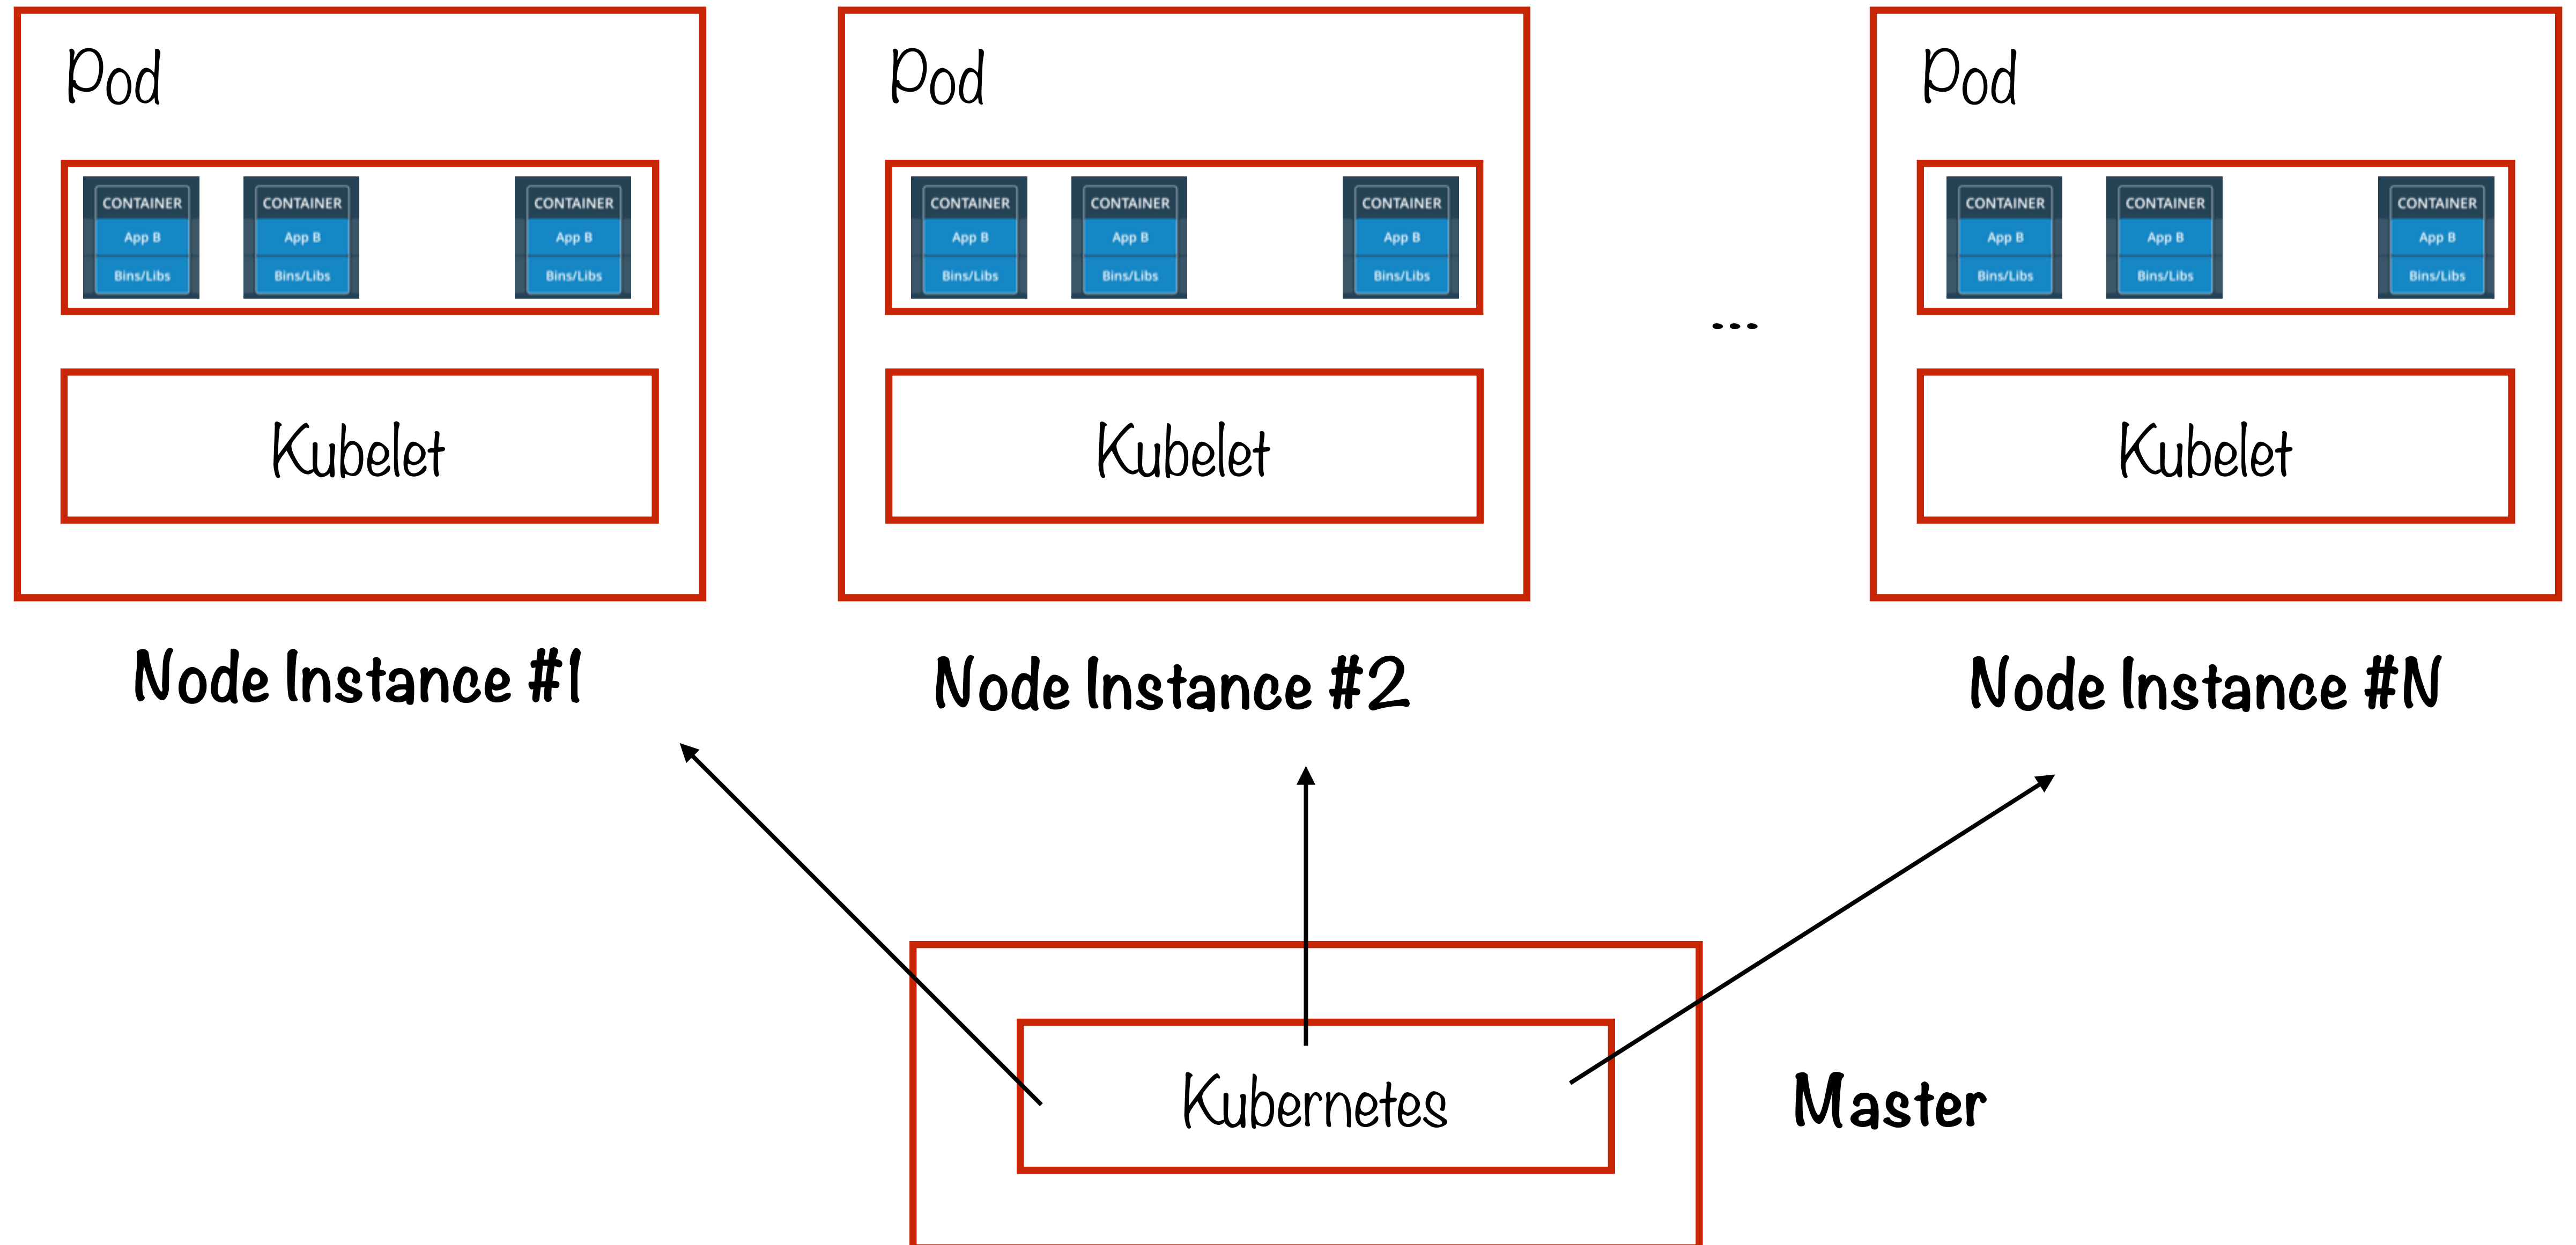 Pod
CONTAINER CONTAINER CONTAINER
App B App B App B
Bins/Libs Bins/Libs Bins/Libs
Kubelet
Node Instance #1
Pod
CONTAINER CONTAINER CONTAINER
App B App B App B
Bins/Libs Bins/Libs Bins/Libs
Kubelet
Node Instance #2
...
Pod
CONTAINER CONTAINER CONTAINER
App B App B App B
Bins/Libs Bins/Libs Bins/Libs
Kubelet
Node Instance #N
Kubernetes
Master